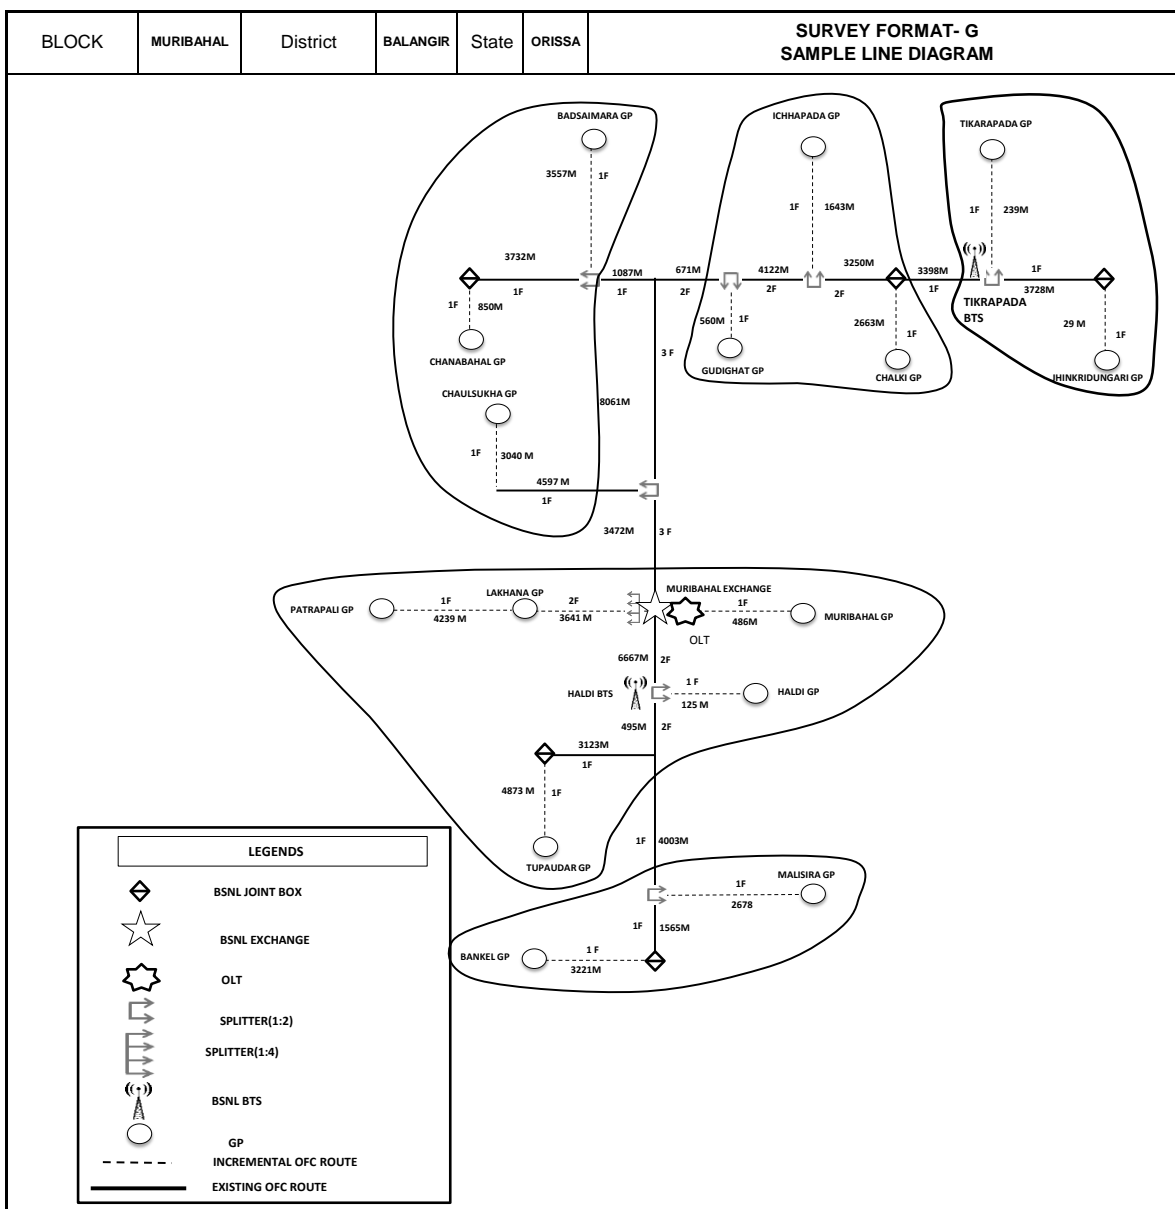 BLOCK MURIBAHAL District BALANGIR State ORISSA
SURVEY FORMAT- G
SAMPLE LINE DIAGRAM
BADSAIMARA GP
3557M 1F
ICHHAPADA GP
1F 1643M
TIKARAPADA GP
1F 239M
3732M
1F
1087M
1F
671M
2F
4122M
2F
3250M
2F
3398M
1F
TIKRAPADA
BTS
1F
3728M
1F 850M
CHANABAHAL GP
560M 1F
GUDIGHAT GP
2663M
1F
CHALKI GP
29 M
1F
JHINKRIDUNGARI GP
3 F
8061M
CHAULSUKHA GP
1F 3040 M
4597 M
1F
3472M 3 F
MURIBAHAL EXCHANGE
PATRAPALI GP
1F
4239 M
LAKHANA GP
2F
3641 M
OLT
1F
486M
MURIBAHAL GP
6667M 2F
HALDI BTS
1 F
125 M
HALDI GP
495M 2F
3123M
1F
4873 M 1F
TUPAUDAR GP
1F 4003M
1F
2678
MALISIRA GP
1F 1565M
BANKEL GP
1 F
3221M
LEGENDS
BSNL JOINT BOX
BSNL EXCHANGE
OLT
SPLITTER(1:2)
SPLITTER(1:4)
BSNL BTS
GP
INCREMENTAL OFC ROUTE
EXISTING OFC ROUTE